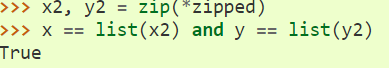 >>> x2, y2 = zip(*zipped)
>>> x == list(x2) and y == list(y2)
True